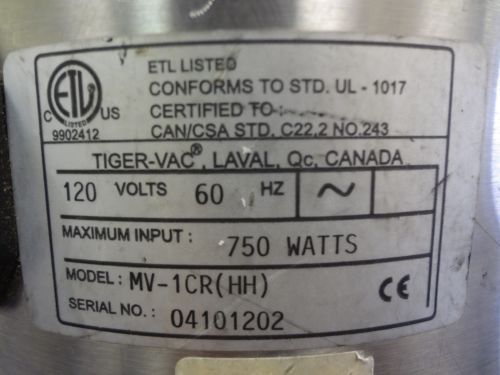 ETL LISTED
CONFORMS TO STD. UL - 1017
CERTIFIED TO:
CAN/CSA STD. C22.2 NO.243
C ETL US
LISTED
9902412
TIGER-VAC®, LAVAL, Qc, CANADA
120 VOLTS 60 HZ ~
MAXIMUM INPUT : 750 WATTS
MODEL : MV-1CR(HH)
CE
SERIAL NO. : 04101202